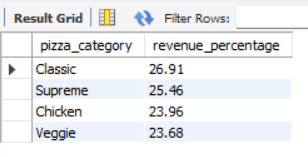 Result Grid Filter Rows:
pizza_category revenue_percentage
Classic 26.91
Supreme 25.46
Chicken 23.96
Veggie 23.68